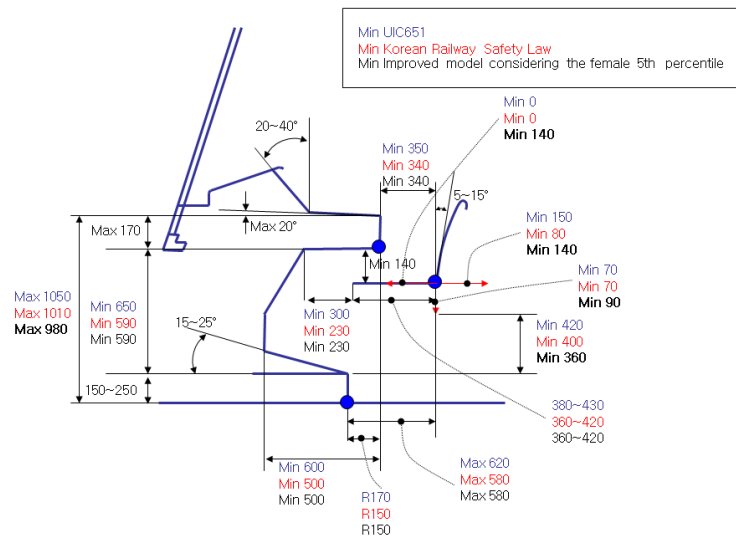 Min UIC651
Min Korean Railway Safety Law
Min Improved model considering the female 5th percentile
20~40°
Min 0
Min 0
Min 140
Min 350
Min 340
Min 340
5~15°
Max 170
Max 20°
Min 150
Min 80
Min 140
Min 140
Min 70
Min 70
Min 90
Max 1050
Max 1010
Max 980
Min 650
Min 590
Min 590
Min 300
Min 230
Min 230
15~25°
Min 420
Min 400
Min 360
150~250
380~430
360~420
360~420
Min 600
Min 500
Min 500
Max 620
Max 580
Max 580
R170
R150
R150